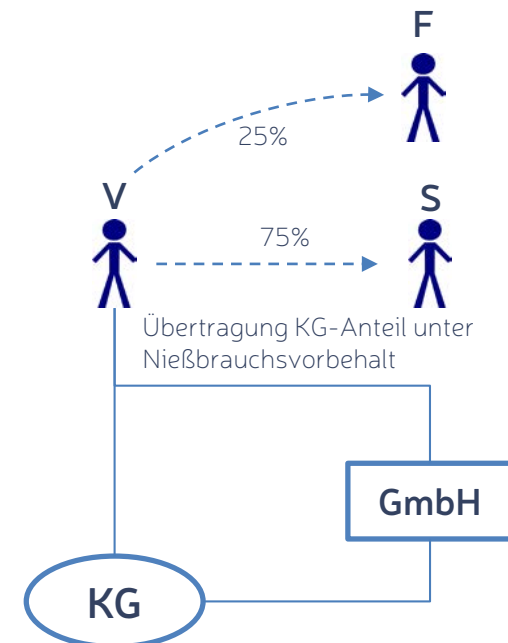 F
25%
V
S
75%
Übertragung KG-Anteil unter
Nießbrauchsvorbehalt
GmbH
KG